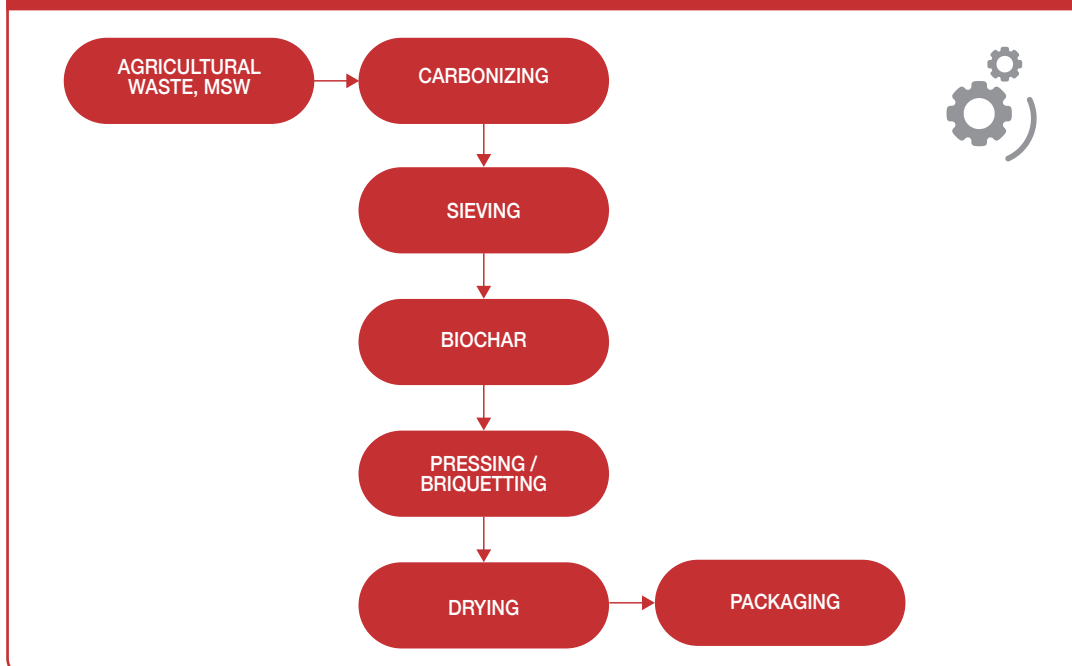 AGRICULTURAL
WASTE, MSW
CARBONIZING
SIEVING
BIOCHAR
PRESSING /
BRIQUETTING
DRYING
PACKAGING